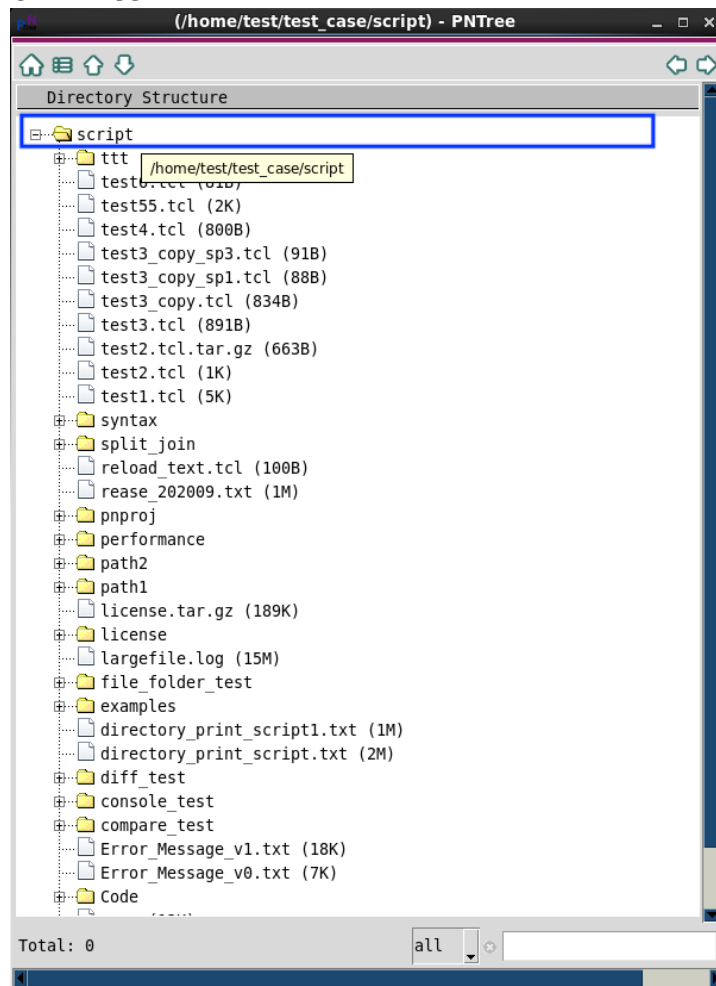 (/home/test/test_case/script) - PNTree
Directory Structure
script
ttt
/home/test/test_case/script
test55.tcl (2K)
test4.tcl (800B)
test3_copy_sp3.tcl (91B)
test3_copy_sp1.tcl (88B)
test3_copy.tcl (834B)
test3.tcl (891B)
test2.tcl.tar.gz (663B)
test2.tcl (1K)
test1.tcl (5K)
syntax
split_join
reload_text.tcl (100B)
rease_202009.txt (1M)
pnproj
performance
path2
path1
license.tar.gz (189K)
license
largefile.log (15M)
file_folder_test
examples
directory_print_script1.txt (1M)
directory_print_script.txt (2M)
diff_test
console_test
compare_test
Error_Message_v1.txt (18K)
Error_Message_v0.txt (7K)
Code
Total: 0
all